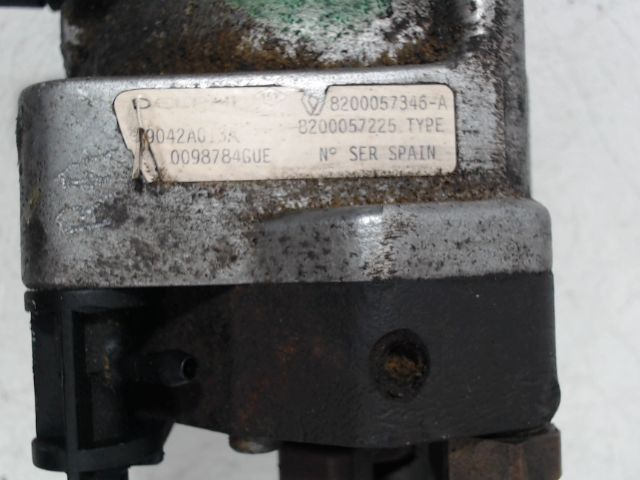 8200057346-A
8200057225 TYPE
0098784GUE Nº SER SPAIN